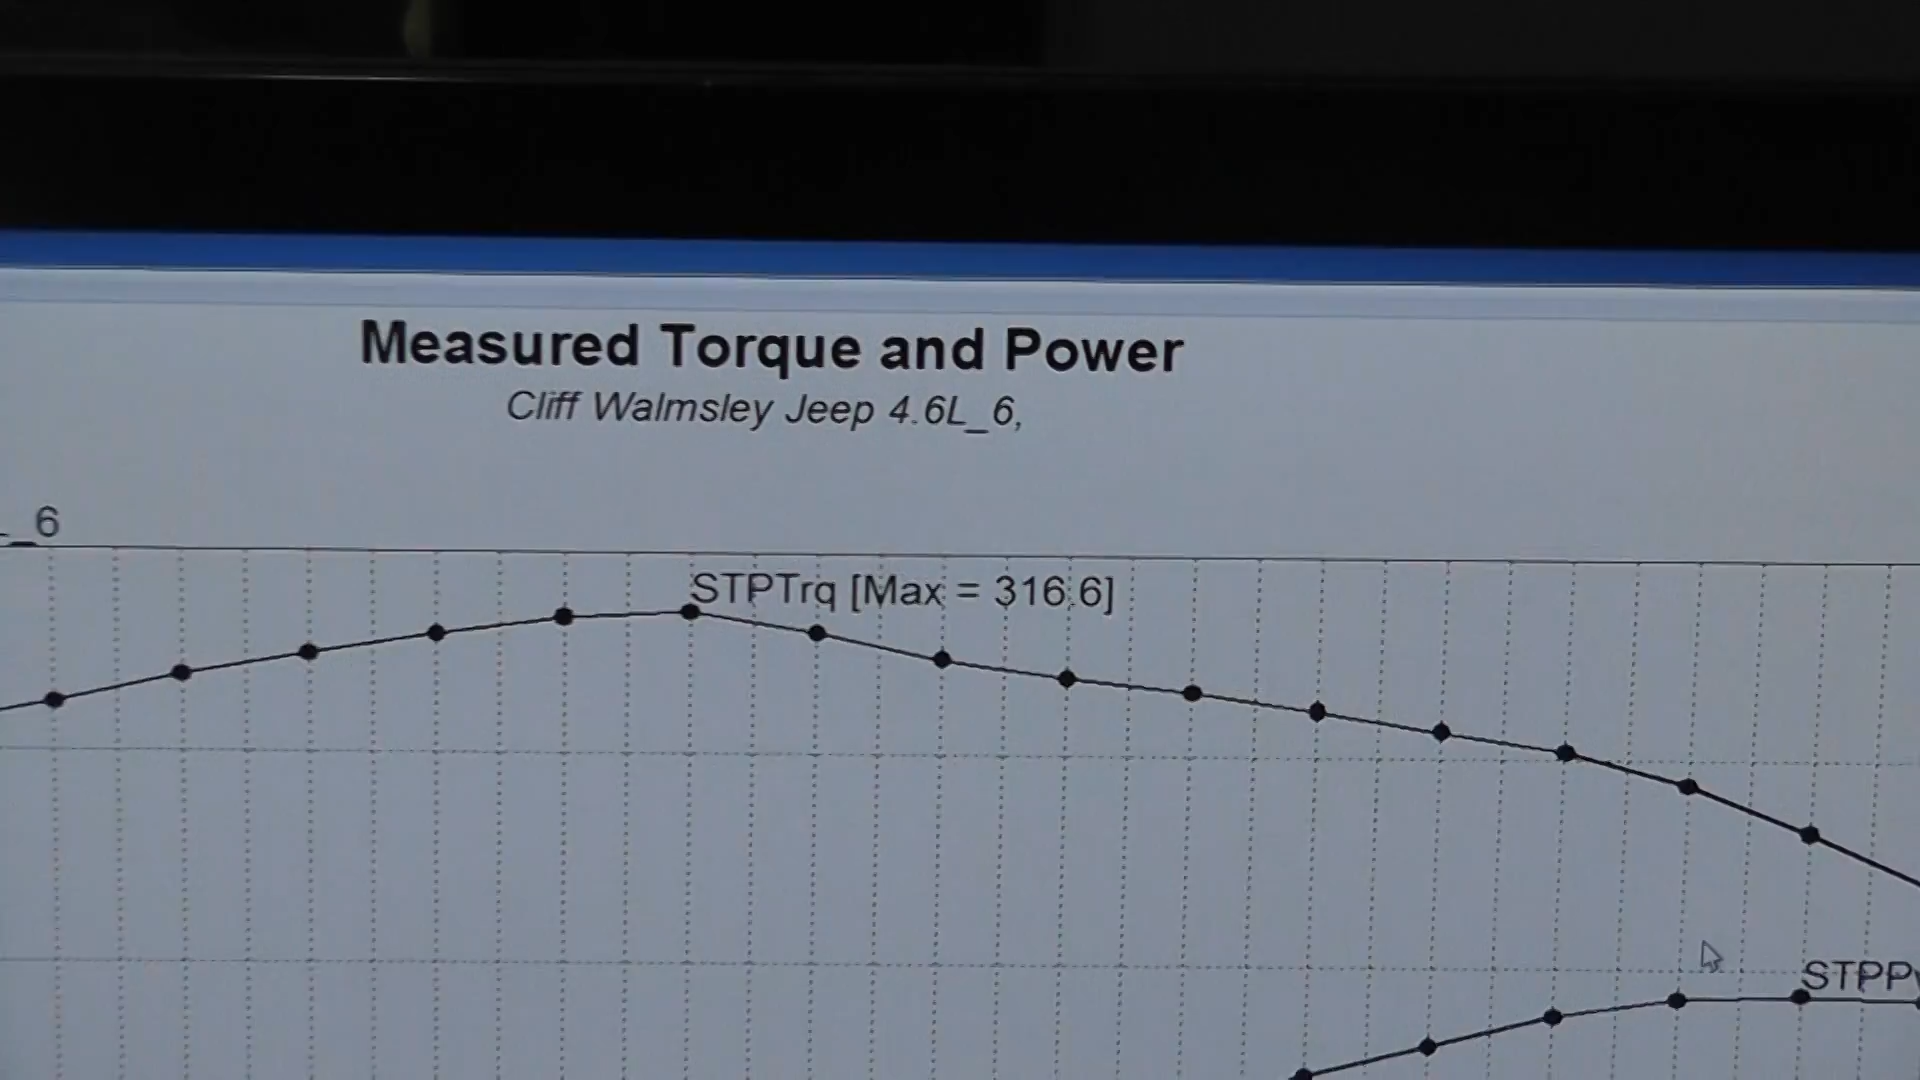 Measured Torque and Power
Cliff Walmsley Jeep 4.6L_6,
_6
STPTrq [Max = 316.6]
STPP